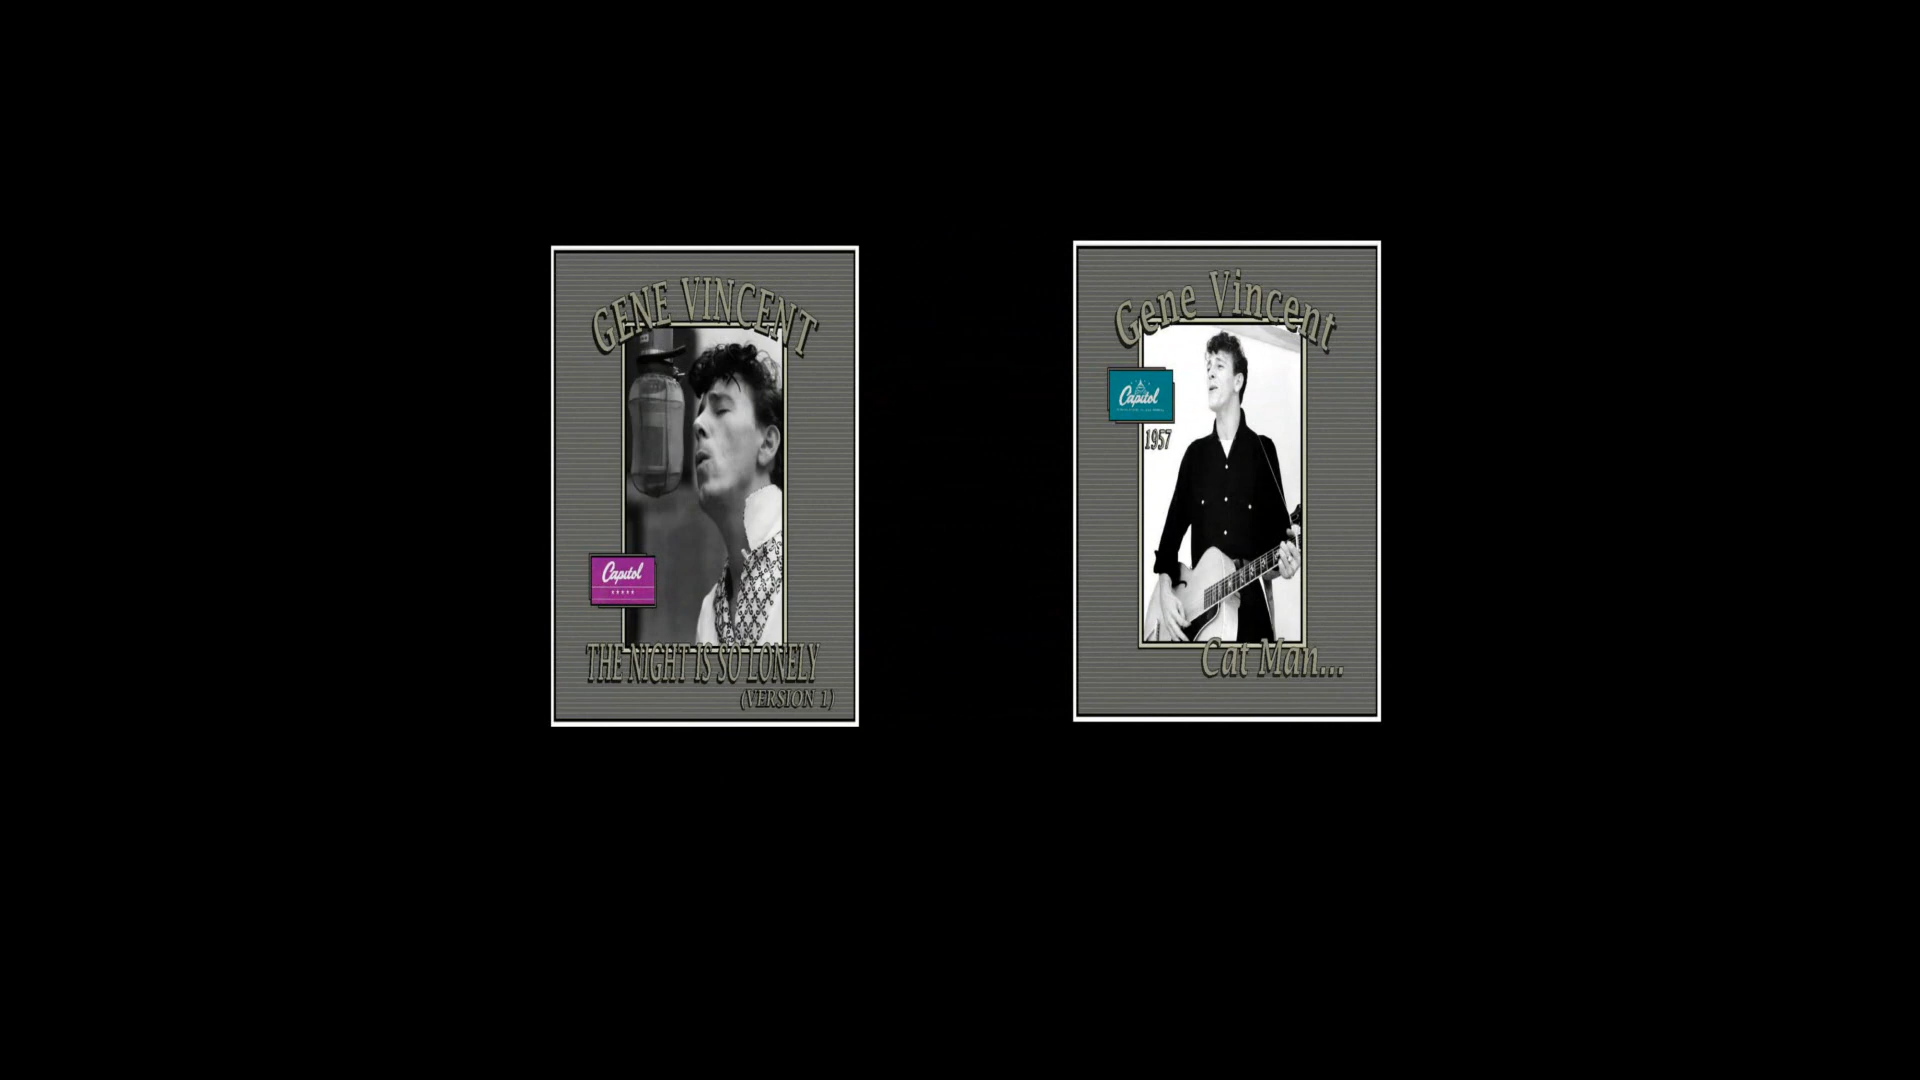 GENE VINCENT
Capitol
THE NIGHT IS SO LONELY
(VERSION 1)
Gene Vincent
Capitol
1957
Cat Man...